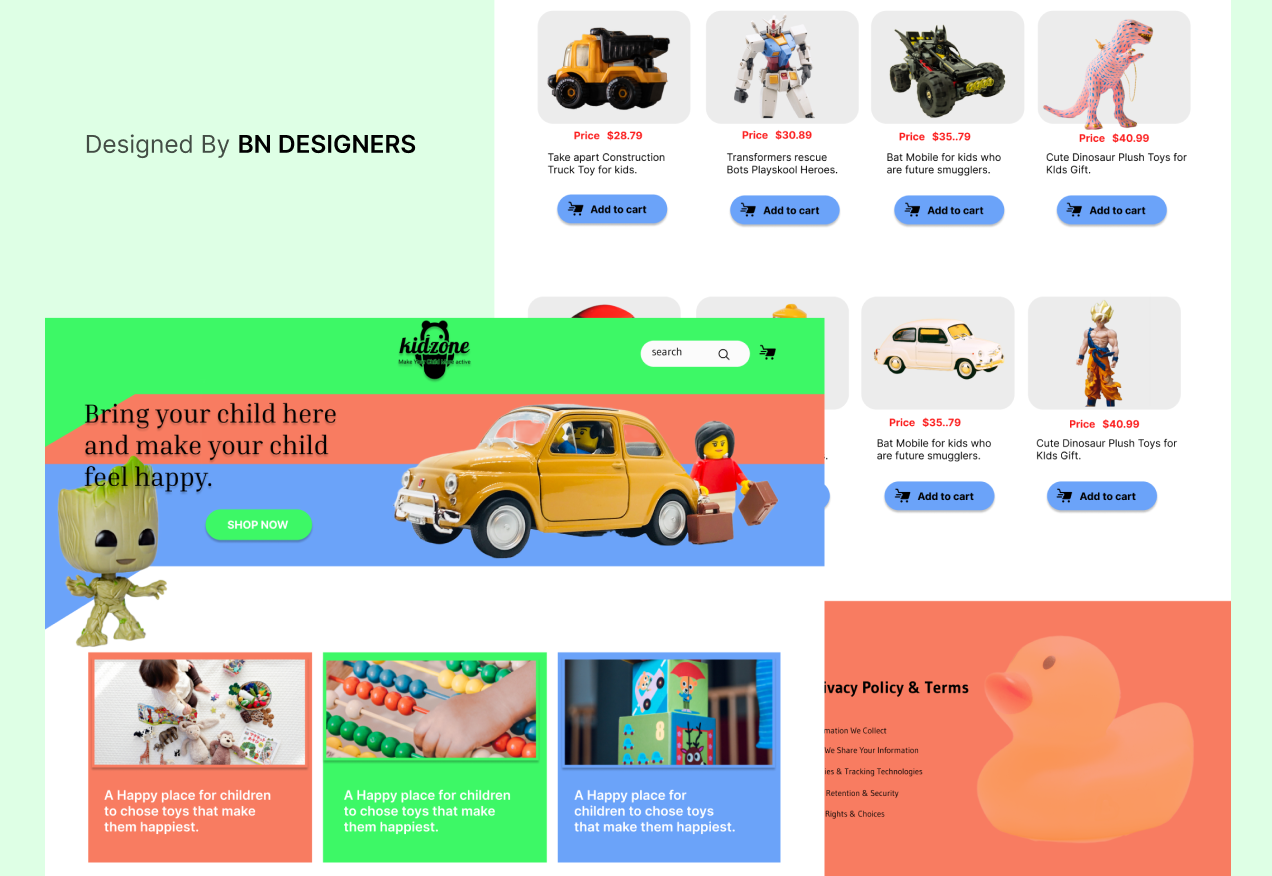 Designed By BN DESIGNERS
Price $28.79
Take apart Construction
Truck Toy for kids.
Add to cart
Price $30.89
Transformers rescue
Bots Playskool Heroes.
Add to cart
Price $35..79
Bat Mobile for kids who
are future smugglers.
Add to cart
Price $40.99
Cute Dinosaur Plush Toys for
KIds Gift.
Add to cart
Price $35..79
Bat Mobile for kids who
are future smugglers.
Add to cart
Price $40.99
Cute Dinosaur Plush Toys for
KIds Gift.
Add to cart
kidzone
search
Bring your child here
and make your child
feel happy.
SHOP NOW
A Happy place for children
to chose toys that make
them happiest.
A Happy place for children
to chose toys that make
them happiest.
8
A Happy place for
children to chose toys
that make them happiest.
ivacy Policy & Terms
mation We Collect
We Share Your Information
ies & Tracking Technologies
Retention & Security
Rights & Choices